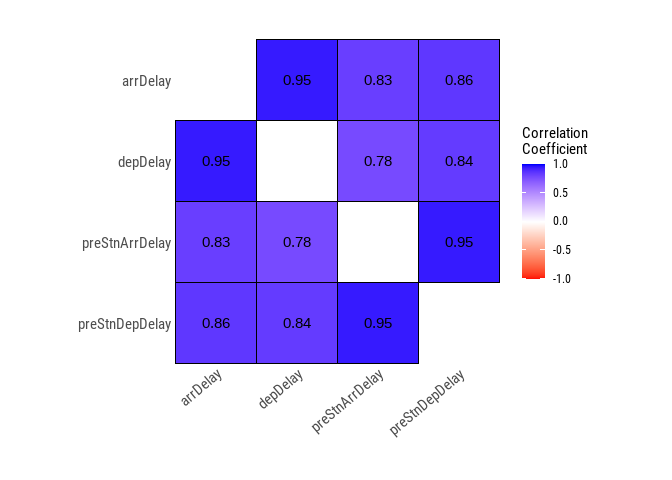 arrDelay 0.95 0.83 0.86
depDelay 0.95 0.78 0.84
preStnArrDelay 0.83 0.78 0.95
preStnDepDelay 0.86 0.84 0.95
arrDelay depDelay preStnArrDelay preStnDepDelay
Correlation
Coefficient
1.0
0.5
0.0
-0.5
-1.0